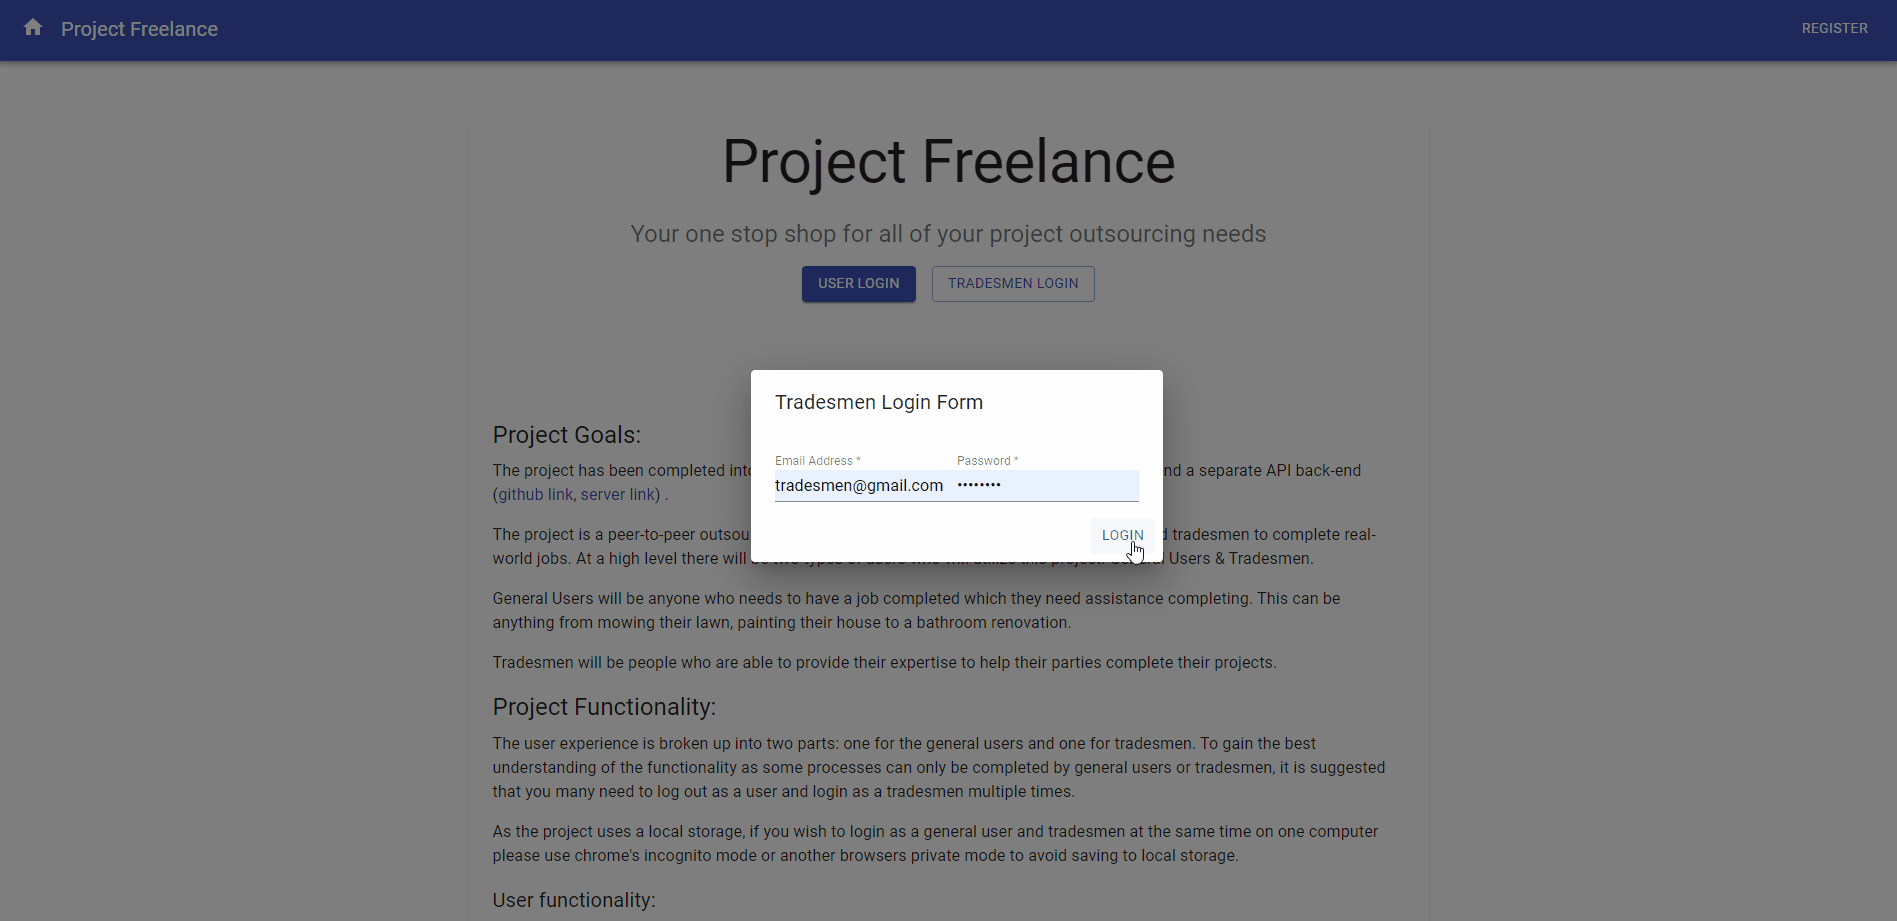 Project Freelance
REGISTER
Project Freelance
Your one stop shop for all of your project outsourcing needs
USER LOGIN
TRADESMEN LOGIN
Tradesmen Login Form
Email Address *
Password *
tradesmen@gmail.com
••••••••
LOGIN
Project Goals:
The project has been completed a separate API back-end
(github link, server link) .
The project is a peer-to-peer tradesmen to complete real-
world jobs. At a high level there will Users & Tradesmen.
General Users will be anyone who needs to have a job completed which they need assistance completing. This can be
anything from mowing their lawn, painting their house to a bathroom renovation.
Tradesmen will be people who are able to provide their expertise to help their parties complete their projects.
Project Functionality:
The user experience is broken up into two parts: one for the general users and one for tradesmen. To gain the best
understanding of the functionality as some processes can only be completed by general users or tradesmen, it is suggested
that you many need to log out as a user and login as a tradesmen multiple times.
As the project uses a local storage, if you wish to login as a general user and tradesmen at the same time on one computer
please use chrome's incognito mode or another browsers private mode to avoid saving to local storage.
User functionality: